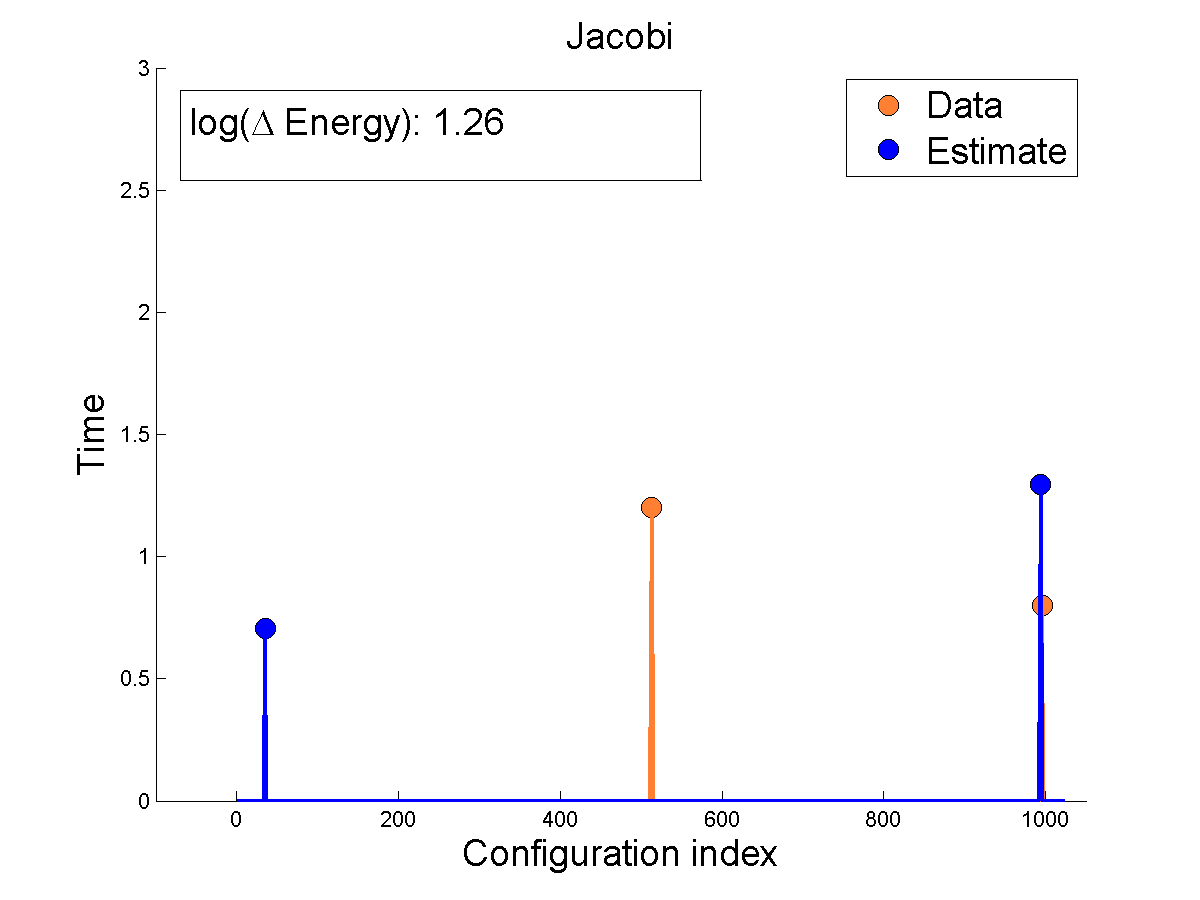 Jacobi
log(Δ Energy): 1.26
Data
Estimate
3
2.5
2
1.5
1
0.5
0
Time
0 200 400 600 800 1000
Configuration index